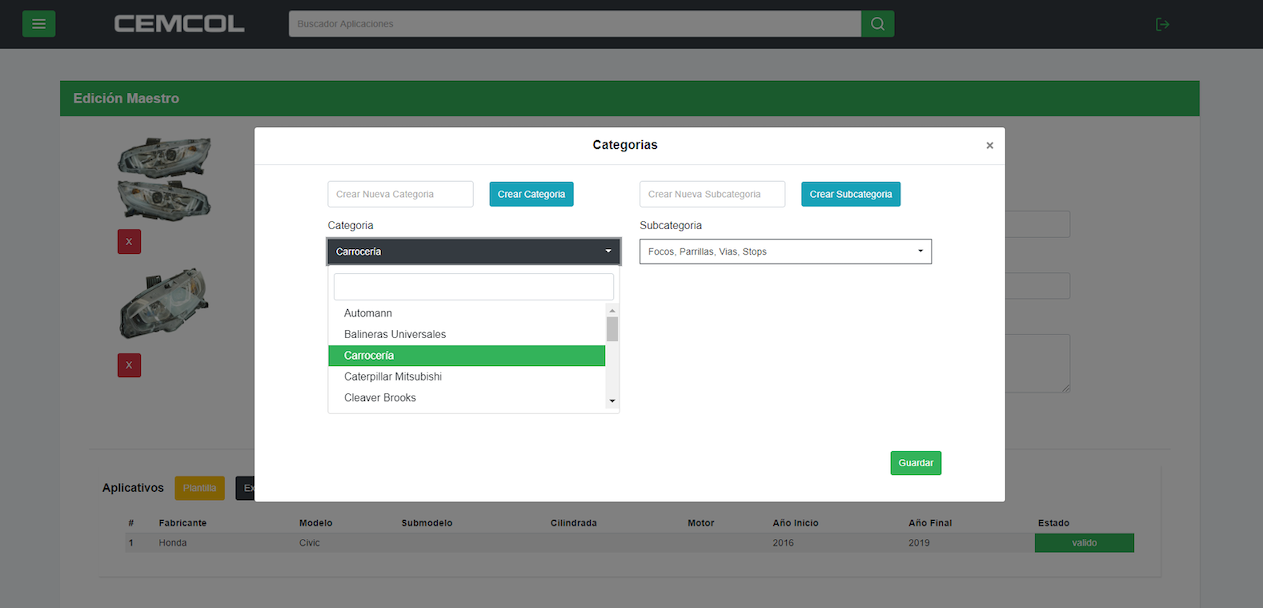 CEMCOL
Buscador Aplicaciones
Edición Maestro
Categorias
×
Crear Nueva Categoria
Crear Categoria
Crear Nueva Subcategoria
Crear Subcategoria
Categoria
Subcategoria
Carrocería
Focos, Parrillas, Vias, Stops
X
Automann
Balineras Universales
Carrocería
X
Caterpillar Mitsubishi
Cleaver Brooks
Guardar
Aplicativos
Plantilla
Ex
# Fabricante Modelo Submodelo Cilindrada Motor Año Inicio Año Final Estado
1 Honda Civic 2016 2019 valido